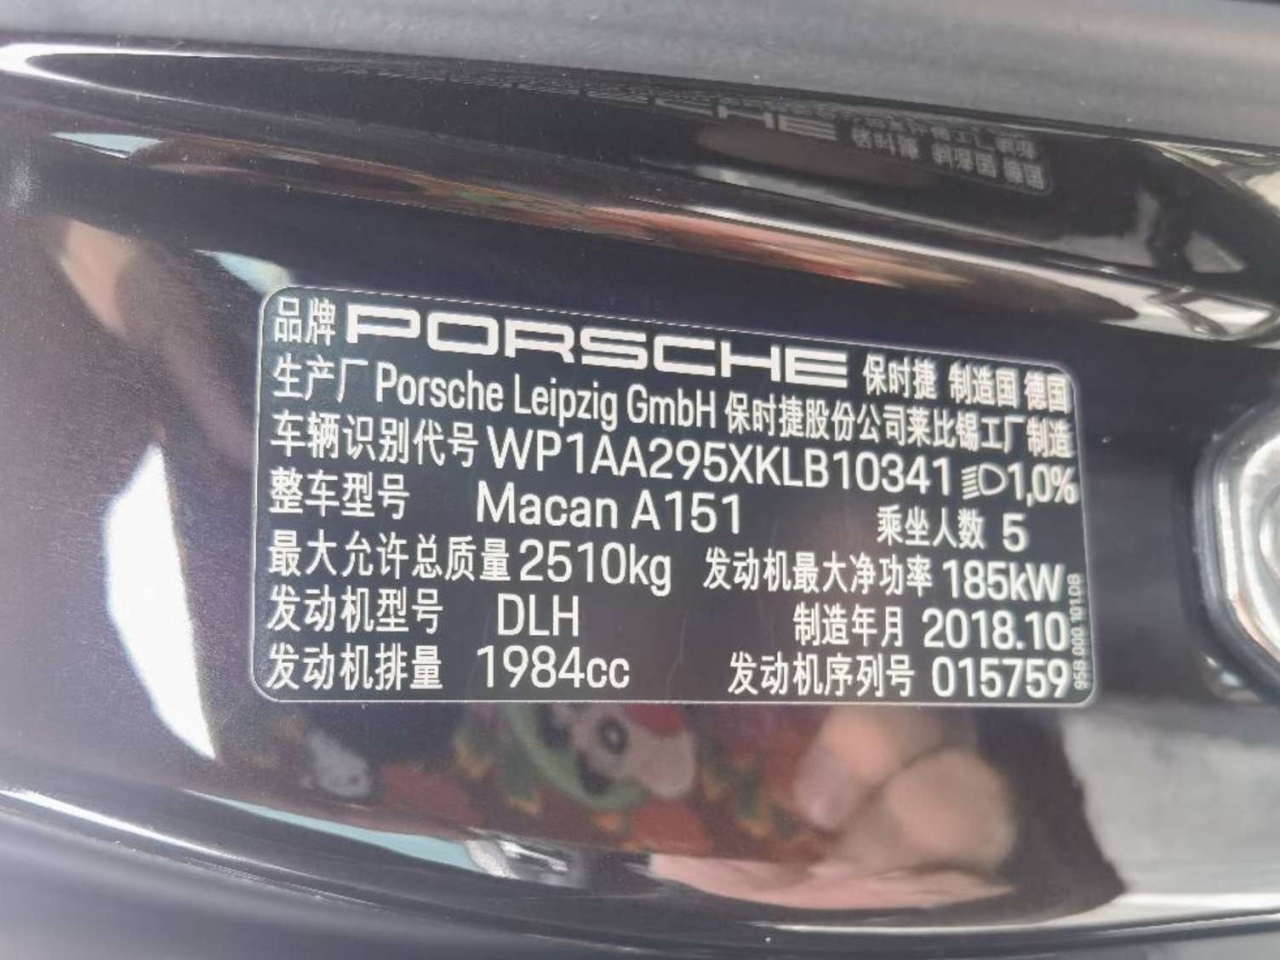 品牌 PORSCHE 保时捷 制造国 德国
生产厂 Porsche Leipzig GmbH 保时捷股份公司莱比锡工厂制造
车辆识别代号 WP1AA295XKLB10341 1,0%
整车型号 Macan A151 乘坐人数 5
最大允许总质量 2510kg 发动机最大净功率 185kW
发动机型号 DLH 制造年月 2018.10
发动机排量 1984cc 发动机序列号 015759
95B.000.101.08